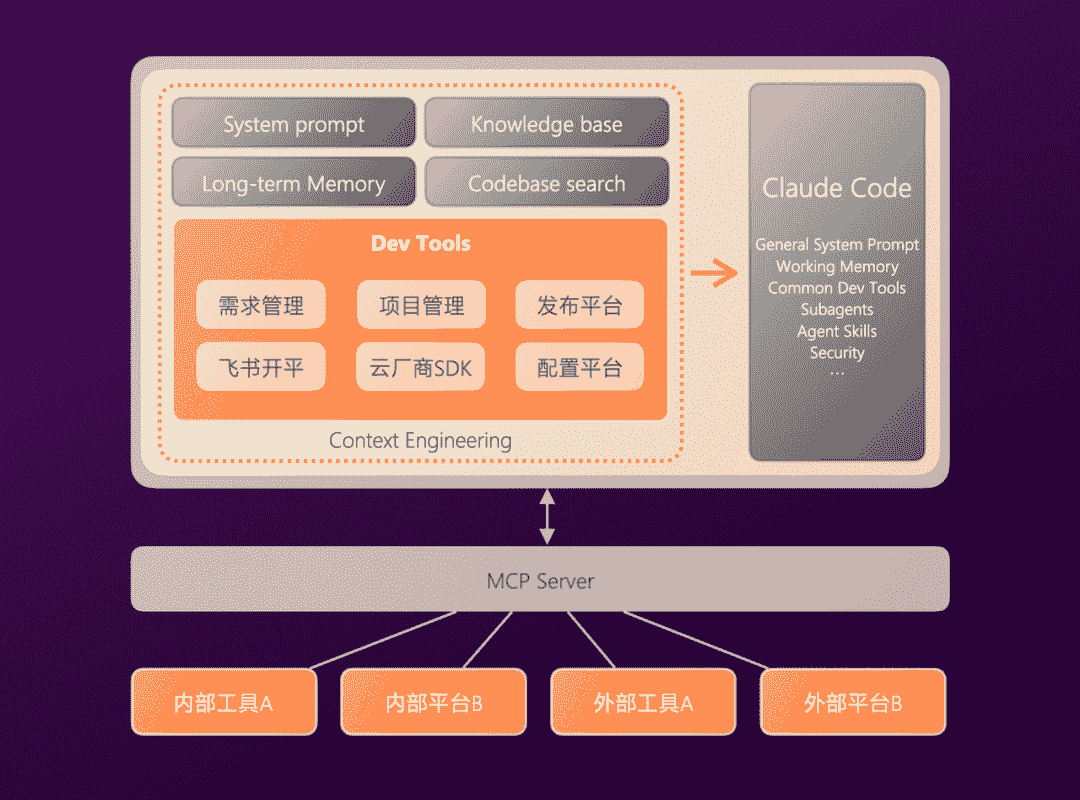 System prompt
Knowledge base
Long-term Memory
Codebase search
Dev Tools
需求管理
项目管理
发布平台
飞书开平
云厂商SDK
配置平台
Context Engineering
Claude Code
General System Prompt
Working Memory
Common Dev Tools
Subagents
Agent Skills
Security
...
MCP Server
内部工具A
内部平台B
外部工具A
外部平台B